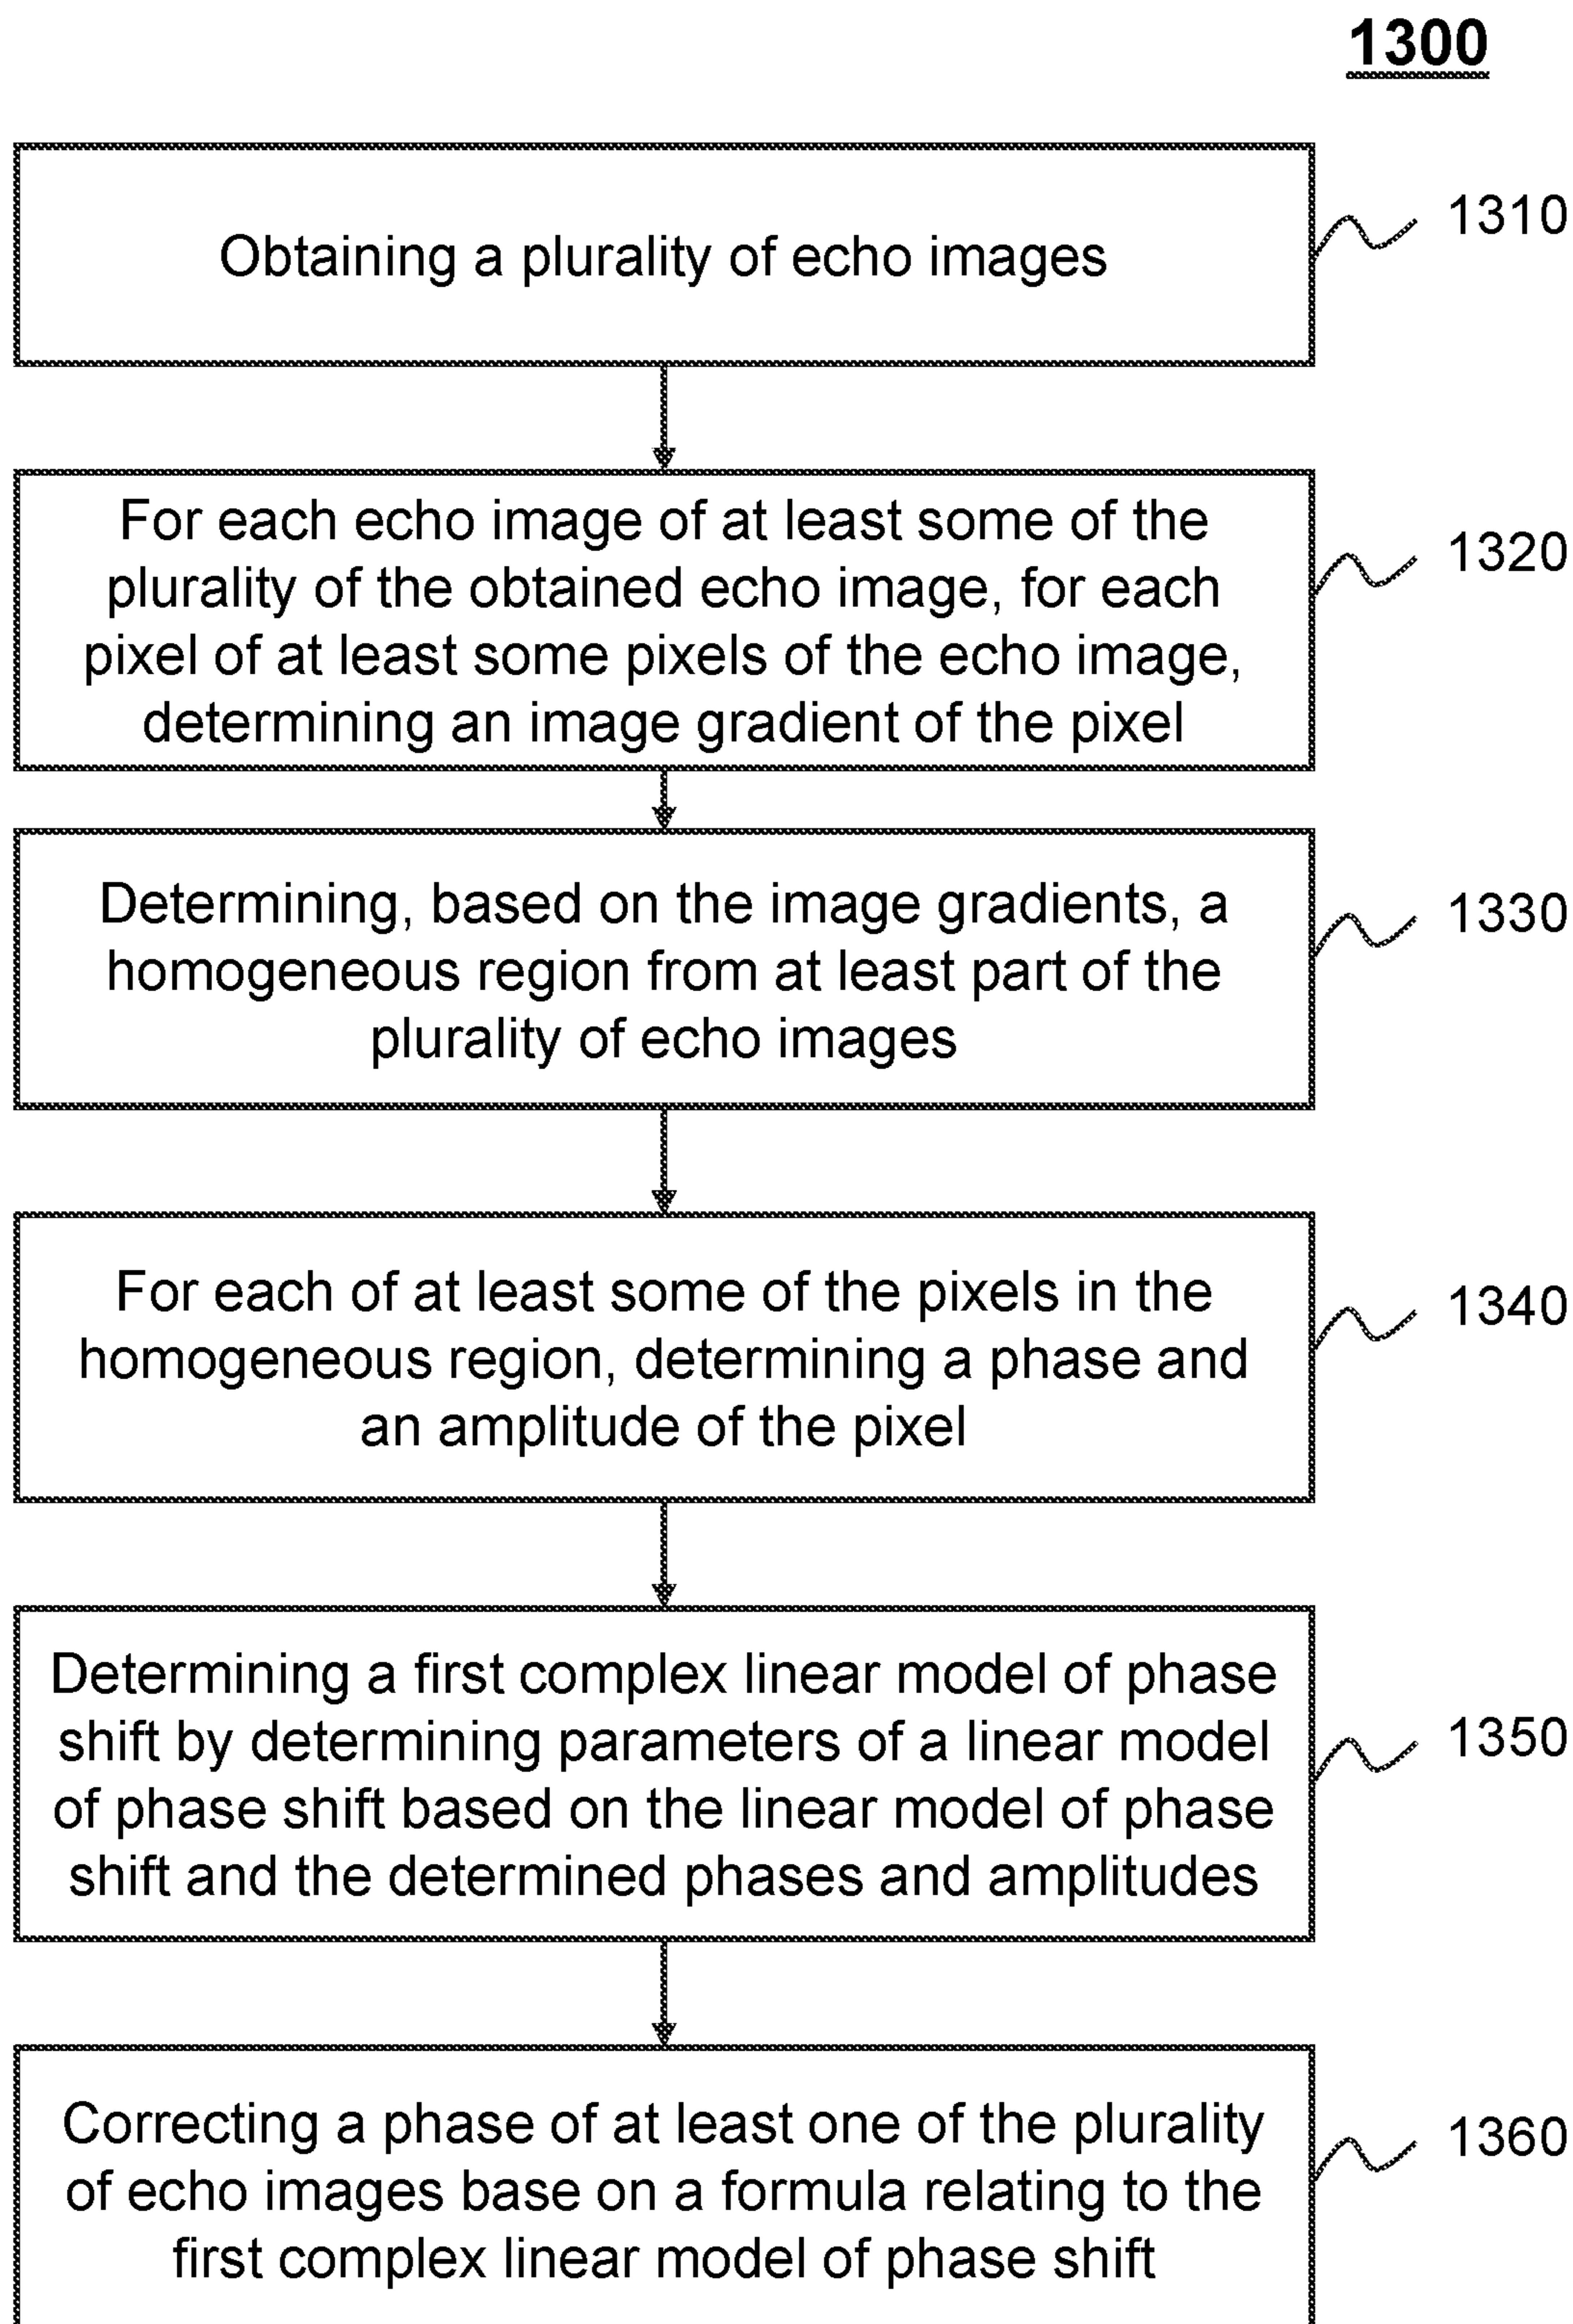 1300
Obtaining a plurality of echo images
1310
For each echo image of at least some of the
plurality of the obtained echo image, for each
pixel of at least some pixels of the echo image,
determining an image gradient of the pixel
1320
Determining, based on the image gradients, a
homogeneous region from at least part of the
plurality of echo images
1330
For each of at least some of the pixels in the
homogeneous region, determining a phase and
an amplitude of the pixel
1340
Determining a first complex linear model of phase
shift by determining parameters of a linear model
of phase shift based on the linear model of phase
shift and the determined phases and amplitudes
1350
Correcting a phase of at least one of the plurality
of echo images base on a formula relating to the
first complex linear model of phase shift
1360